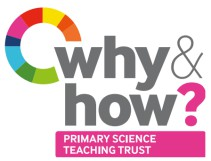 why &
how?
PRIMARY SCIENCE
TEACHING TRUST